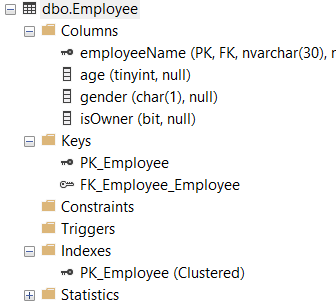 dbo.Employee
Columns
employeeName (PK, FK, nvarchar(30),
age (tinyint, null)
gender (char(1), null)
isOwner (bit, null)
Keys
PK_Employee
FK_Employee_Employee
Constraints
Triggers
Indexes
PK_Employee (Clustered)
Statistics